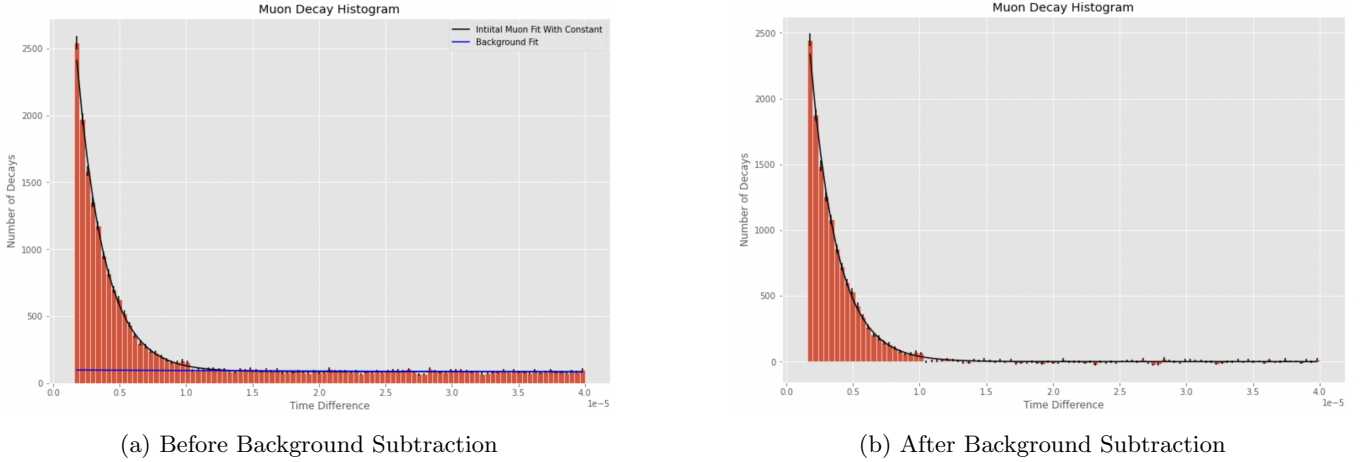 Muon Decay Histogram
Intiital Muon Fit With Constant
Background Fit
Number of Decays
2500
2000
1500
1000
500
0
0.0 0.5 1.0 1.5 2.0 2.5 3.0 3.5 4.0
1e−5
Time Difference
(a) Before Background Subtraction
Muon Decay Histogram
Number of Decays
2500
2000
1500
1000
500
0
0.0 0.5 1.0 1.5 2.0 2.5 3.0 3.5 4.0
1e−5
Time Difference
(b) After Background Subtraction